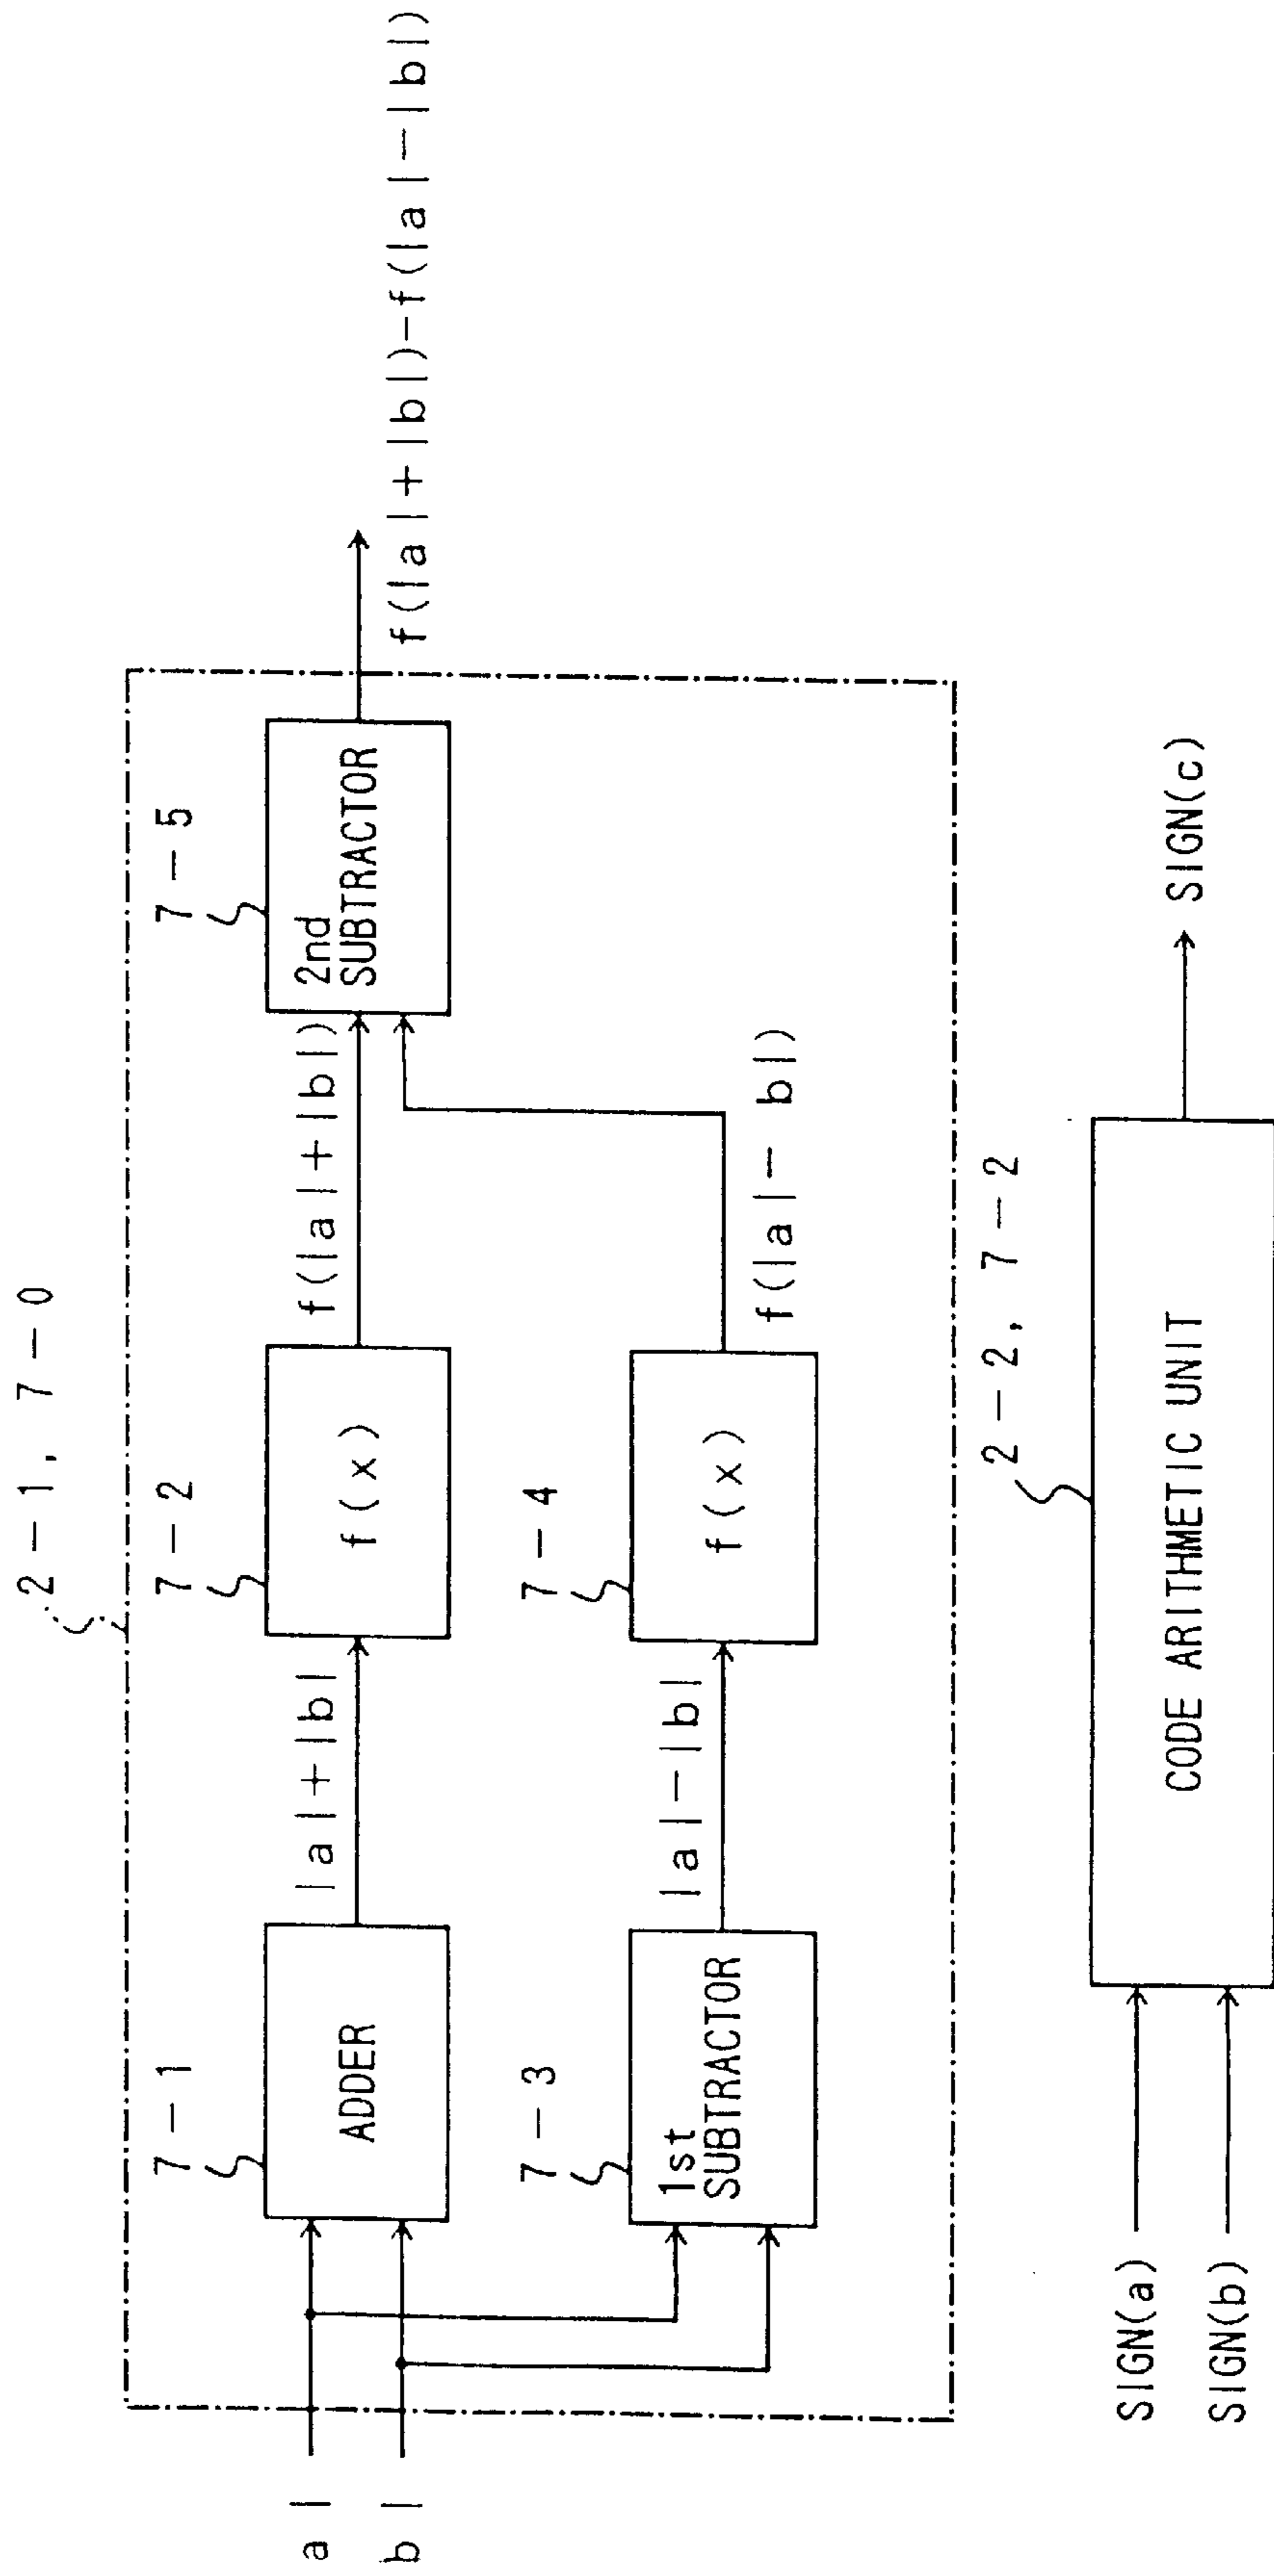 2-1, 7-0
7-1
7-2
7-5
a|
b|
ADDER
|a|+|b|
f(x)
f(|a|+|b|)
2nd
SUBTRACTOR
f(|a|+|b|)-f(|a|-|b|)
7-3
7-4
1st
SUBTRACTOR
|a|-|b|
f(x)
f(|a|- b|)
2-2, 7-2
SIGN(a)
SIGN(b)
CODE ARITHMETIC UNIT
SIGN(c)